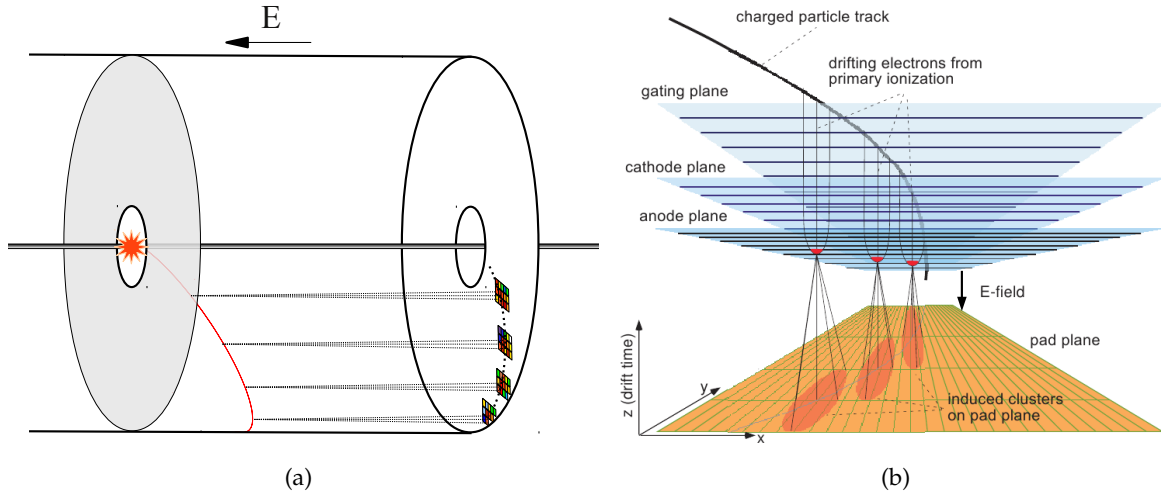 E
(a)
charged particle track
drifting electrons from
primary ionization
gating plane
cathode plane
anode plane
E-field
pad plane
z (drift time)
y
x
induced clusters
on pad plane
(b)